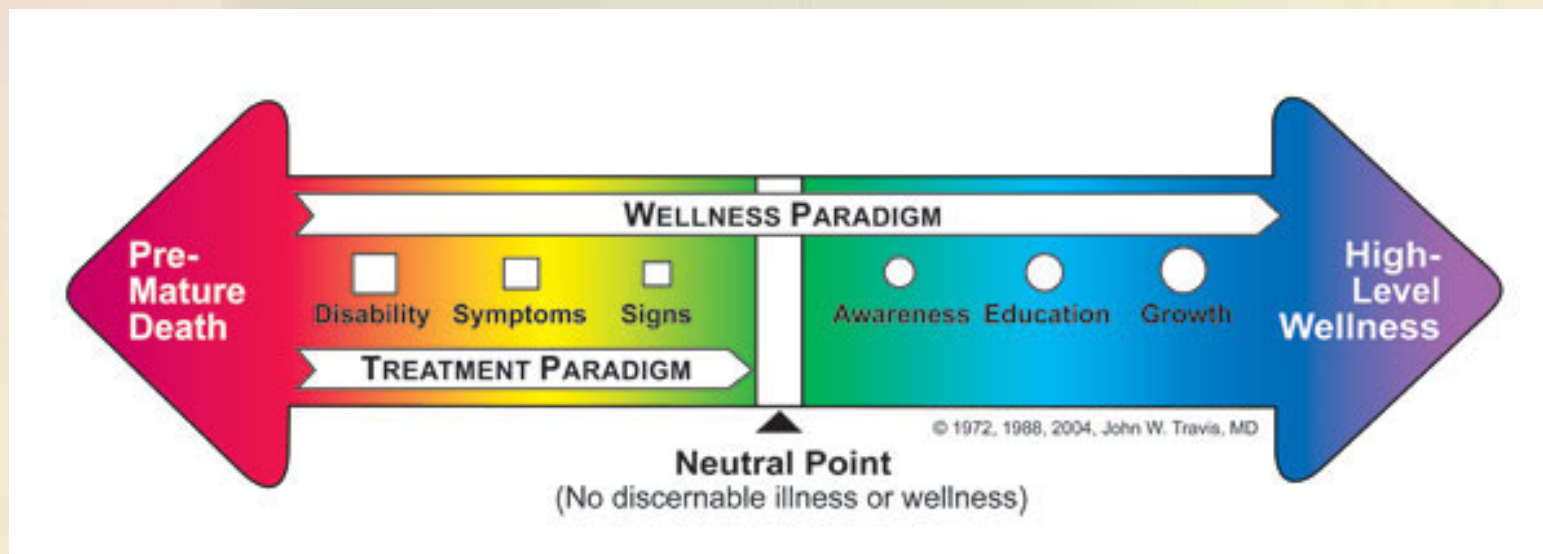 WELLNESS PARADIGM
Pre-
Mature
Death
High-
Level
Wellness
Disability Symptoms Signs Awareness Education Growth
TREATMENT PARADIGM
© 1972, 1988, 2004, John W. Travis, MD
Neutral Point
(No discernable illness or wellness)